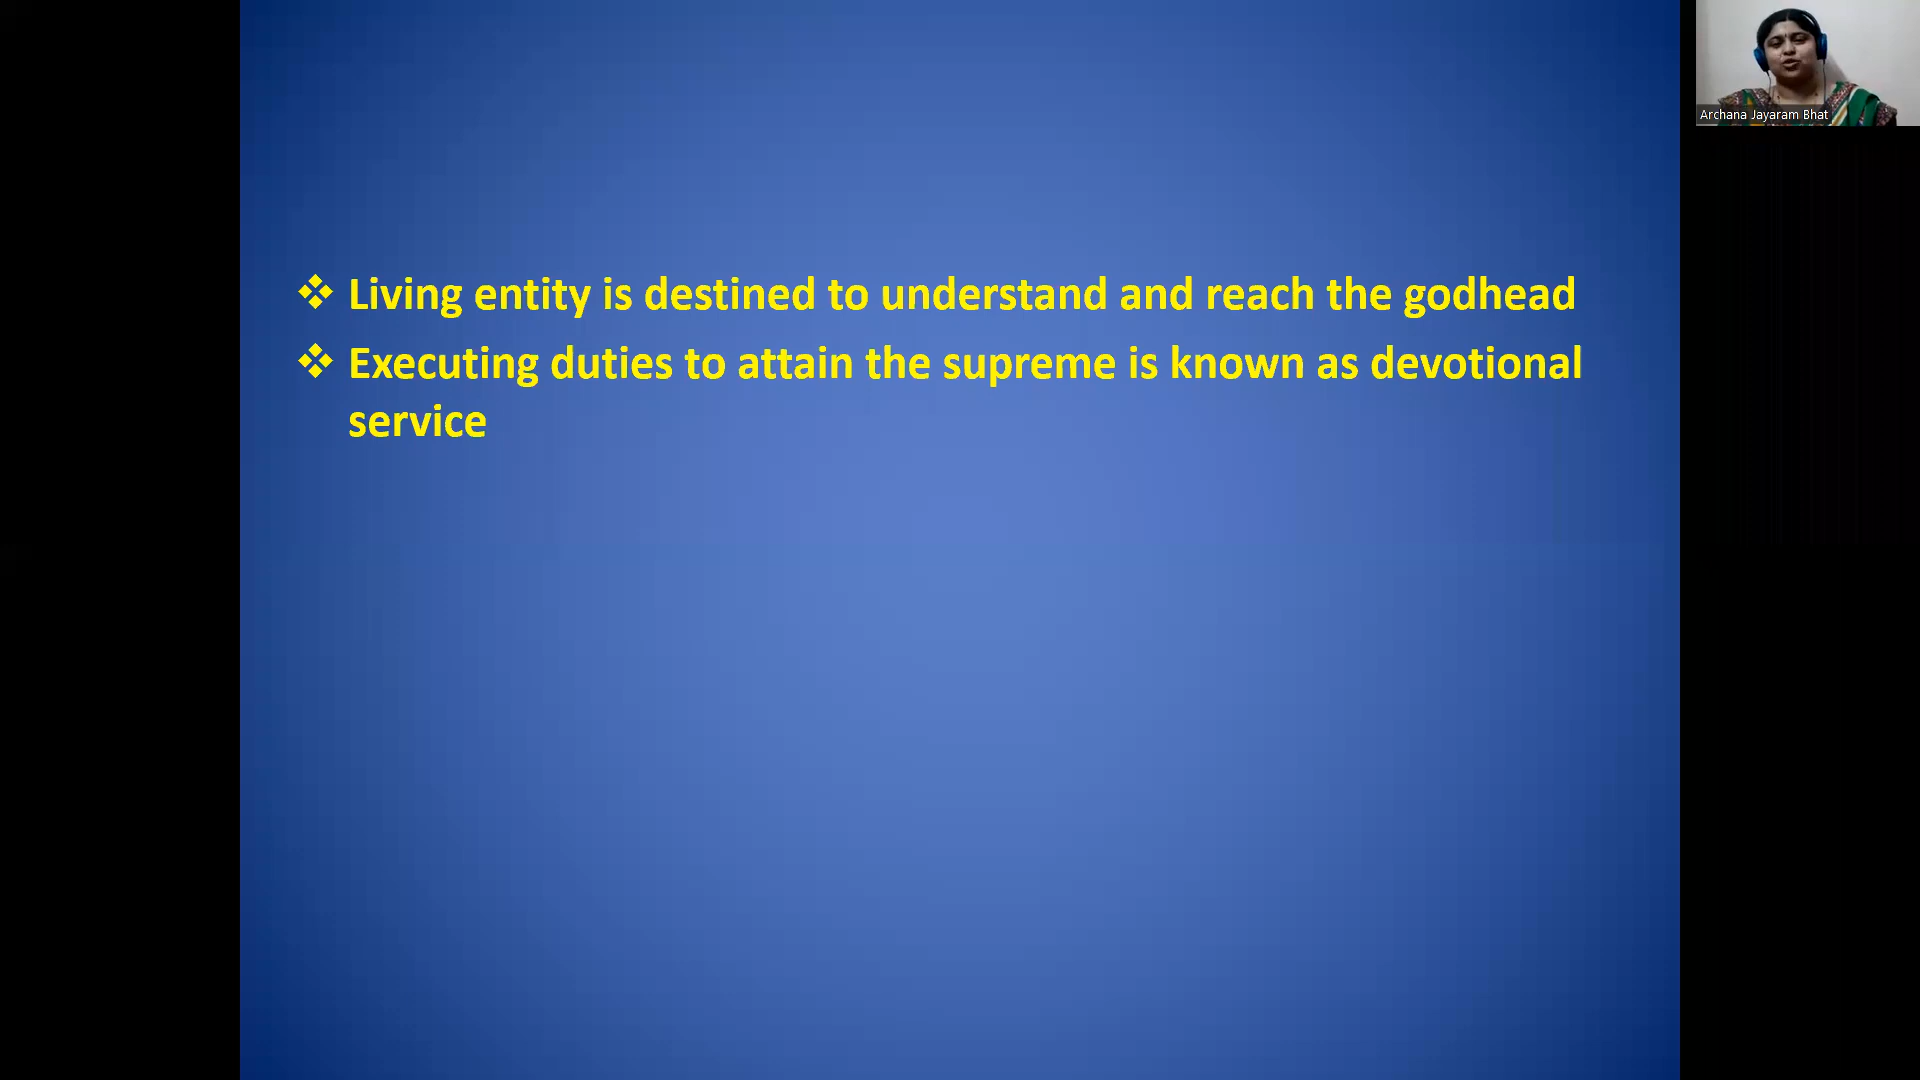 Living entity is destined to understand and reach the godhead
Executing duties to attain the supreme is known as devotional
service
Archana Jayaram Bhat